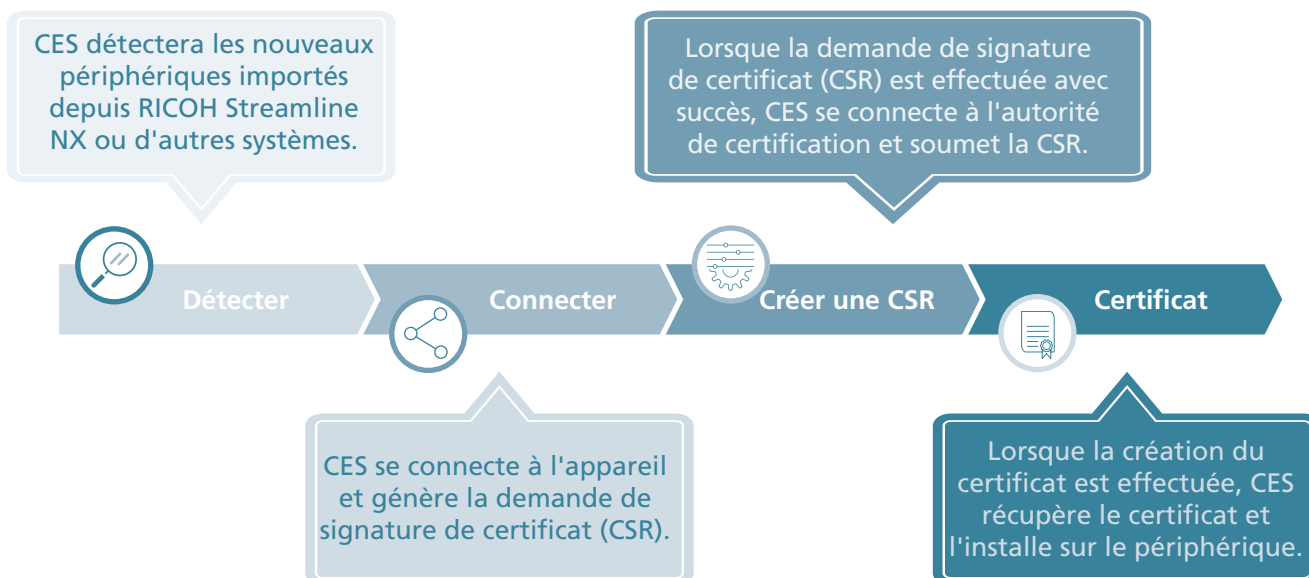 CES détectera les nouveaux
périphériques importés
depuis RICOH Streamline
NX ou d'autres systèmes.
Lorsque la demande de signature
de certificat (CSR) est effectuée avec
succès, CES se connecte à l'autorité
de certification et soumet la CSR.
Détecter
Connecter
Créer une CSR
Certificat
CES se connecte à l'appareil
et génère la demande de
signature de certificat (CSR).
Lorsque la création du
certificat est effectuée, CES
récupère le certificat et
l'installe sur le périphérique.